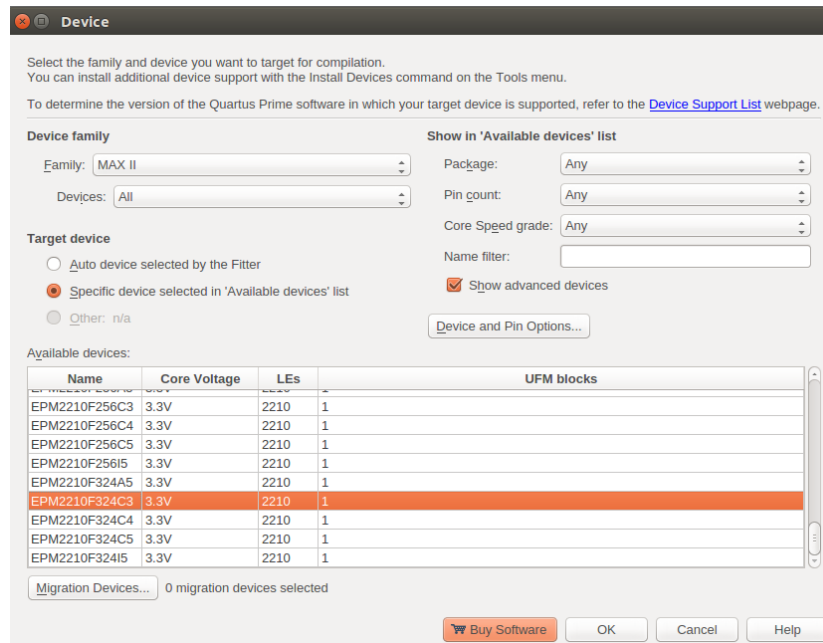 Device
Select the family and device you want to target for compilation.
You can install additional device support with the Install Devices command on the Tools menu.
To determine the version of the Quartus Prime software in which your target device is supported, refer to the Device Support List webpage.
Device family
Family: MAX II
Devices: All
Target device
Auto device selected by the Fitter
Specific device selected in 'Available devices' list
Other: n/a
Show in 'Available devices' list
Package: Any
Pin count: Any
Core Speed grade: Any
Name filter:
Show advanced devices
Device and Pin Options...
Available devices:
Name Core Voltage LEs UFM blocks
EPM2210F256C3 3.3V 2210 1
EPM2210F256C4 3.3V 2210 1
EPM2210F256C5 3.3V 2210 1
EPM2210F256I5 3.3V 2210 1
EPM2210F324A5 3.3V 2210 1
EPM2210F324C3 3.3V 2210 1
EPM2210F324C4 3.3V 2210 1
EPM2210F324C5 3.3V 2210 1
EPM2210F324I5 3.3V 2210 1
Migration Devices... 0 migration devices selected
Buy Software OK Cancel Help